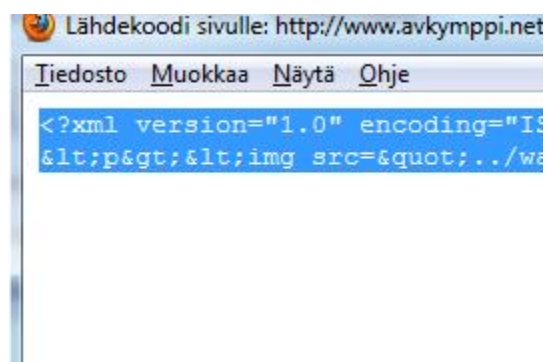 Lähdekoodi sivulle: http://www.avkymppi.net
Tiedosto Muokkaa Näytä Ohje
<?xml version="1.0" encoding="IS
&lt;p&gt;&lt;img src=&quot;../wa